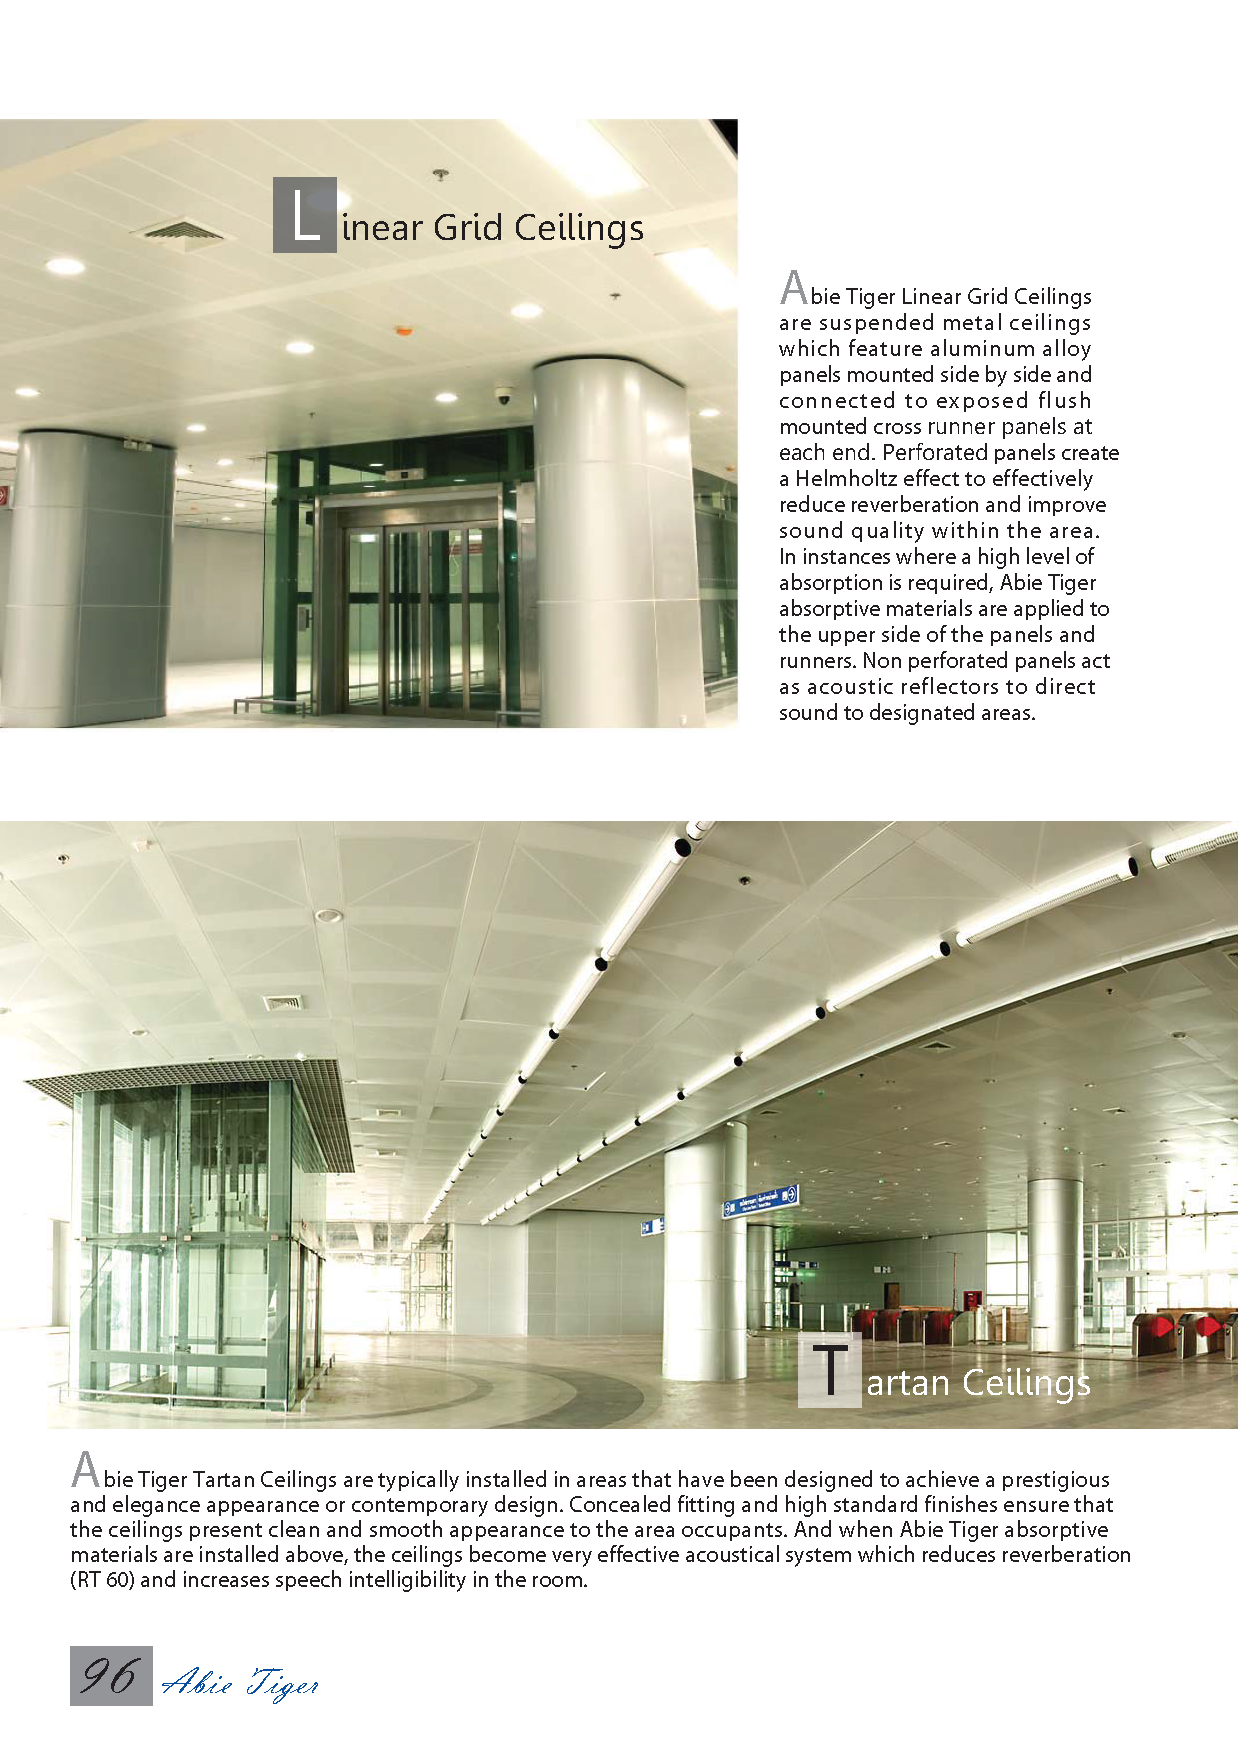 Linear Grid Ceilings
Abie Tiger Linear Grid Ceilings
are suspended metal ceilings
which feature aluminum alloy
panels mounted side by side and
connected to exposed flush
mounted cross runner panels at
each end. Perforated panels create
a Helmholtz effect to effectively
reduce reverberation and improve
sound quality within the area.
In instances where a high level of
absorption is required, Abie Tiger
absorptive materials are applied to
the upper side of the panels and
runners. Non perforated panels act
as acoustic reflectors to direct
sound to designated areas.
Tartan Ceilings
Abie Tiger Tartan Ceilings are typically installed in areas that have been designed to achieve a prestigious
and elegance appearance or contemporary design. Concealed fitting and high standard finishes ensure that
the ceilings present clean and smooth appearance to the area occupants. And when Abie Tiger absorptive
materials are installed above, the ceilings become very effective acoustical system which reduces reverberation
(RT 60) and increases speech intelligibility in the room.
96 Abie Tiger